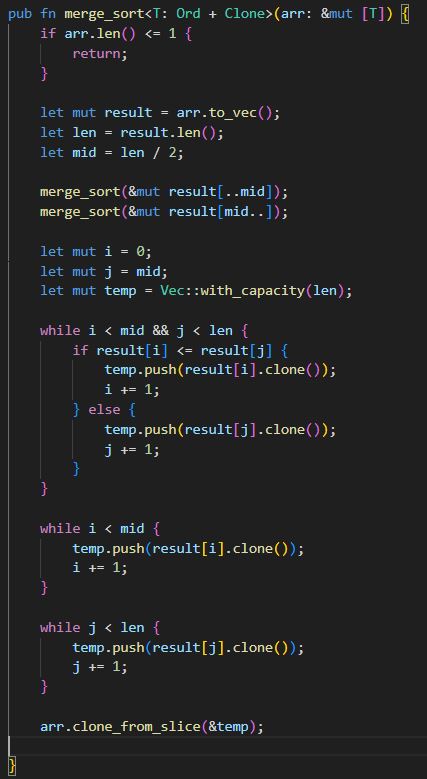 pub fn merge_sort<T: Ord + Clone>(arr: &mut [T]) {
    if arr.len() <= 1 {
        return;
    }

    let mut result = arr.to_vec();
    let len = result.len();
    let mid = len / 2;

    merge_sort(&mut result[..mid]);
    merge_sort(&mut result[mid..]);

    let mut i = 0;
    let mut j = mid;
    let mut temp = Vec::with_capacity(len);

    while i < mid && j < len {
        if result[i] <= result[j] {
            temp.push(result[i].clone());
            i += 1;
        } else {
            temp.push(result[j].clone());
            j += 1;
        }
    }

    while i < mid {
        temp.push(result[i].clone());
        i += 1;
    }

    while j < len {
        temp.push(result[j].clone());
        j += 1;
    }

    arr.clone_from_slice(&temp);

}